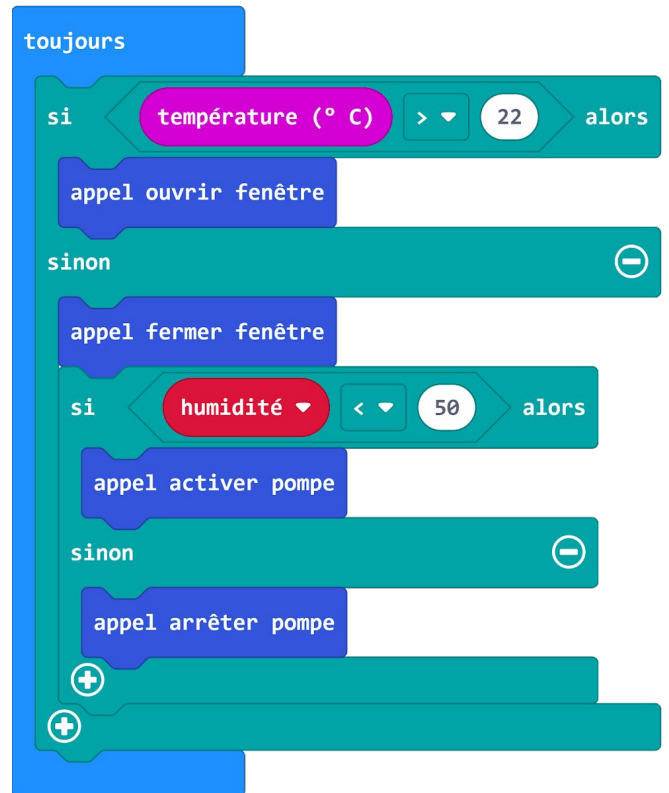 toujours
si température (° C) > 22 alors
appel ouvrir fenêtre
sinon
appel fermer fenêtre
si humidité < 50 alors
appel activer pompe
sinon
appel arrêter pompe